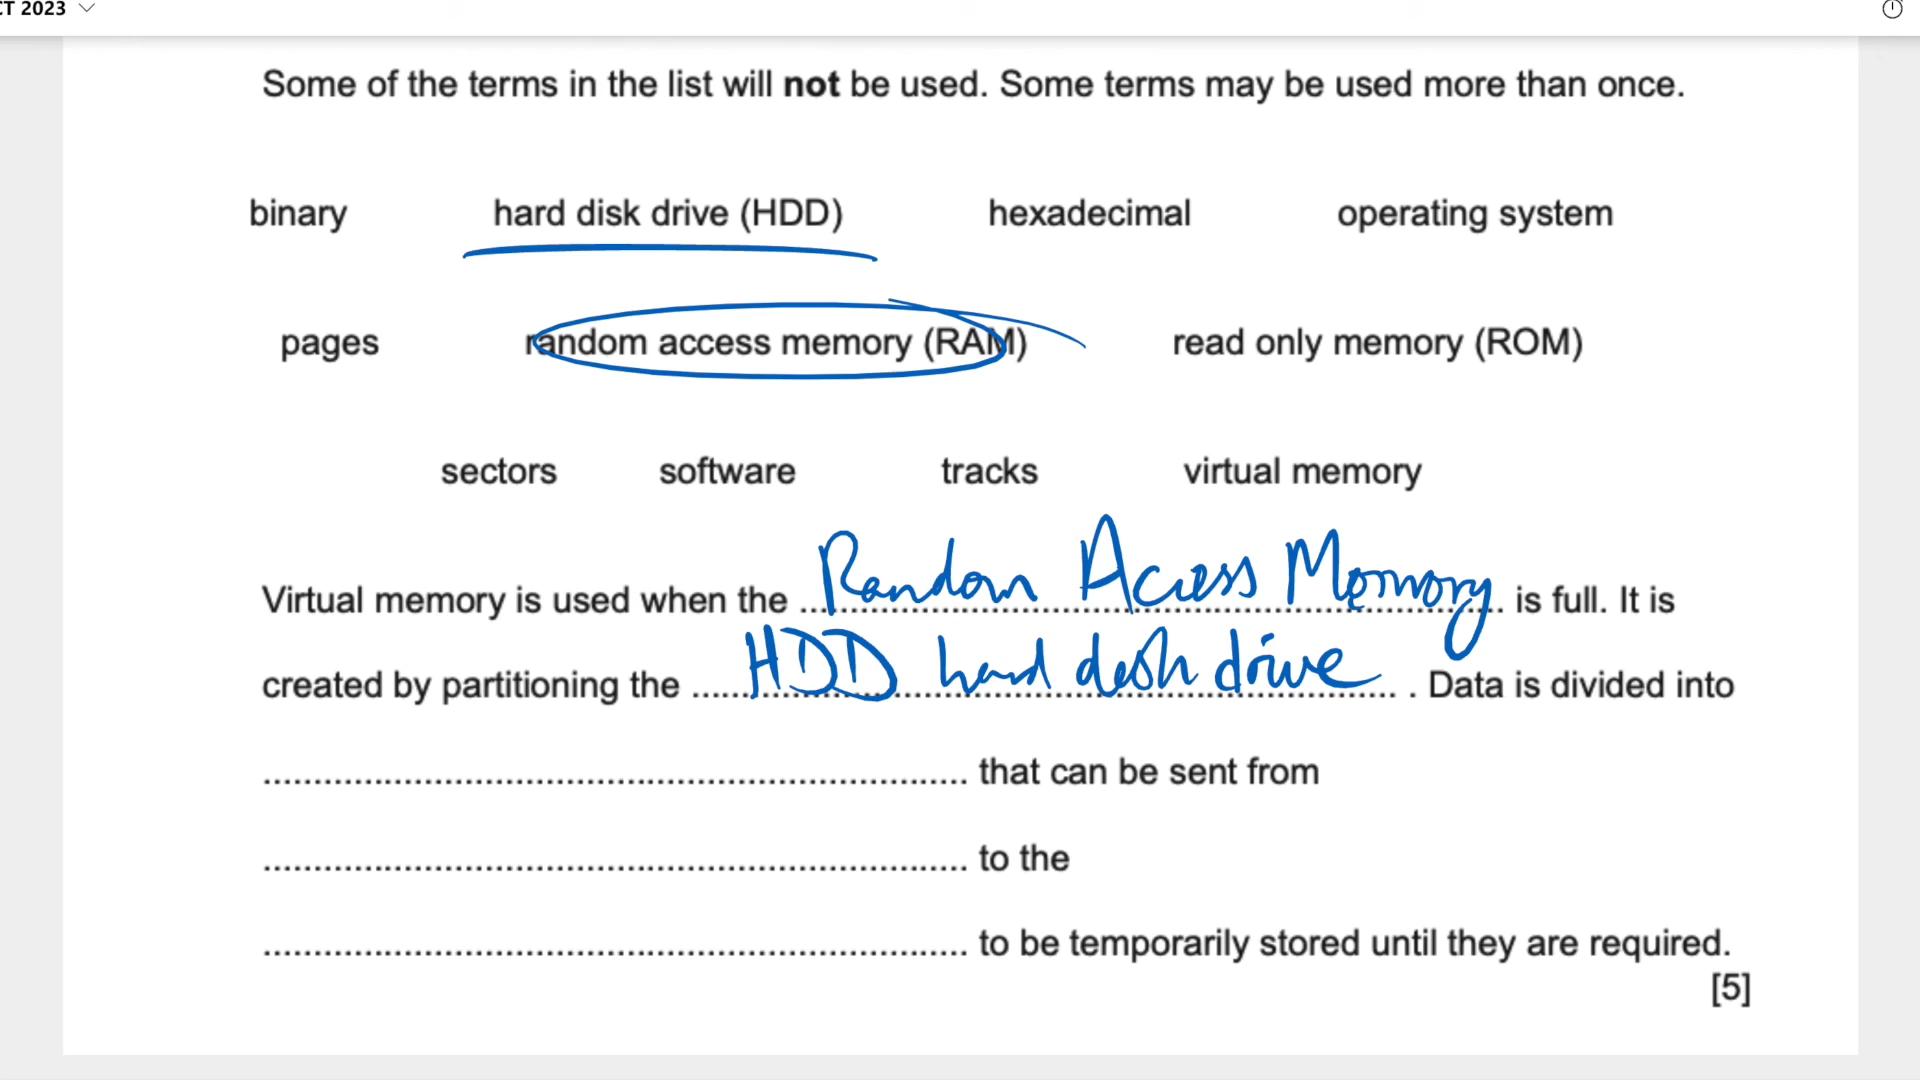 CT 2023
Some of the terms in the list will not be used. Some terms may be used more than once.
binary hard disk drive (HDD) hexadecimal operating system
pages random access memory (RAM) read only memory (ROM)
sectors software tracks virtual memory
Virtual memory is used when the Random Access Memory is full. It is
created by partitioning the HDD hard desh drive . Data is divided into
.......... that can be sent from
.......... to the
.......... to be temporarily stored until they are required.
[5]